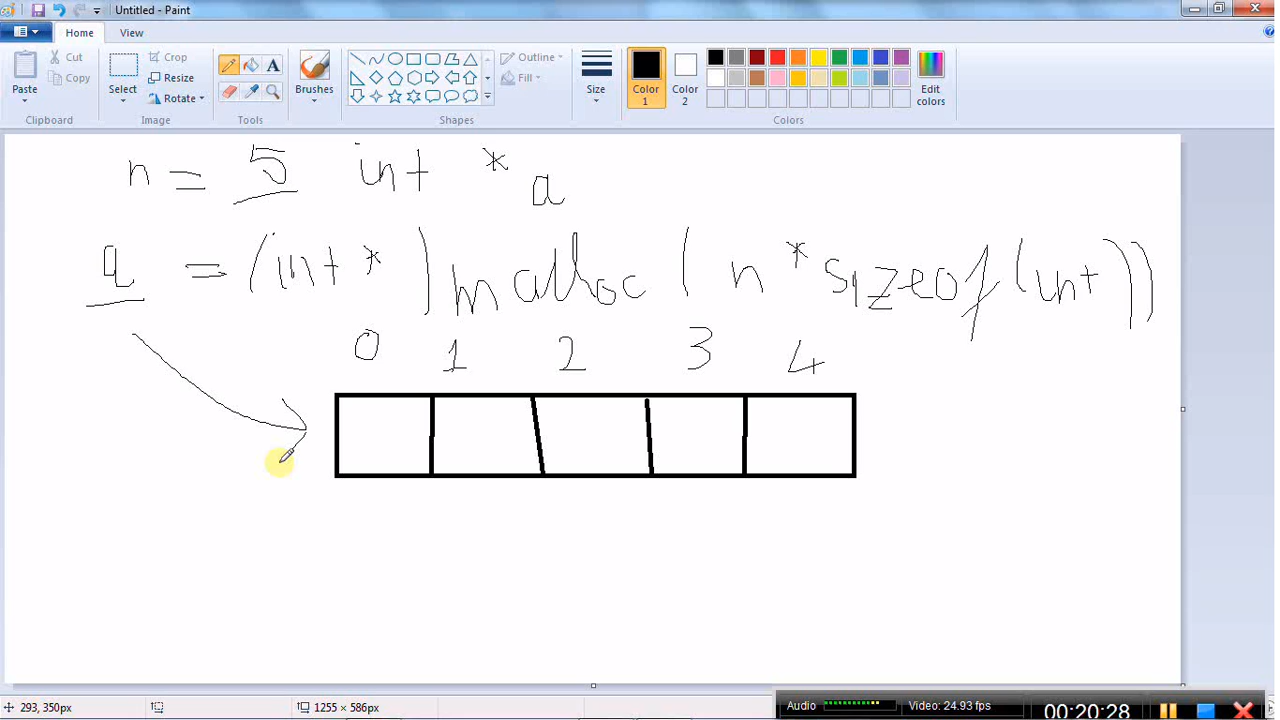 Untitled - Paint
Home View
Cut
Copy
Paste
Clipboard
Select
Crop
Resize
Rotate
Image
A
Tools
Brushes
Outline
Fill
Shapes
Size
Color 1
Color 2
Edit colors
Colors
n = 5 int *a
a = (int*) malloc ( n * sizeof(int))
0 1 2 3 4
293, 350px
1255 × 586px
Audio
Video: 24.93 fps
00:20:28